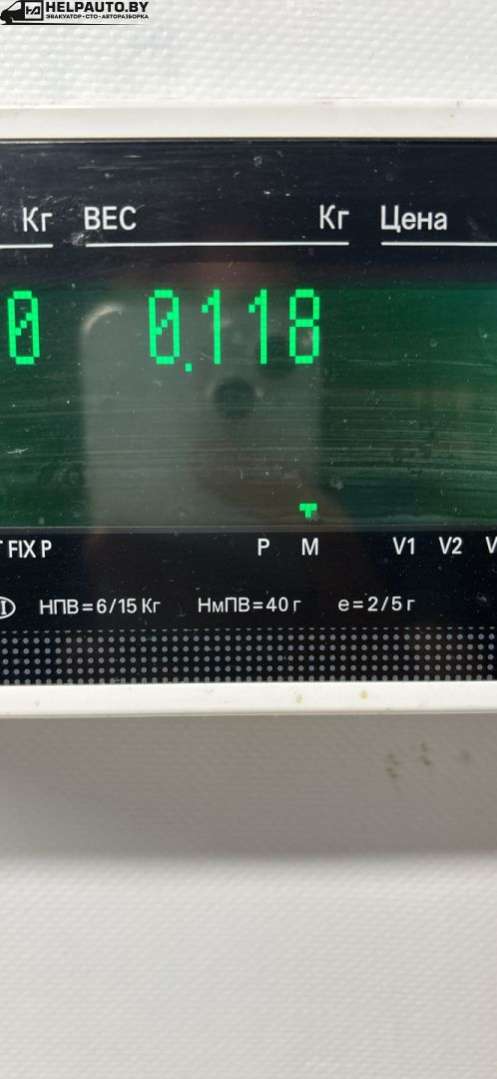 HELPAUTO.BY
ЭВАКУАТОР-СТО-АВТОРАЗБОРКА
Кг ВЕС Кг Цена
0 0.118
T FIX P P M V1 V2 V
НПВ=6/15 Кг НмПВ=40 г e=2/5 г